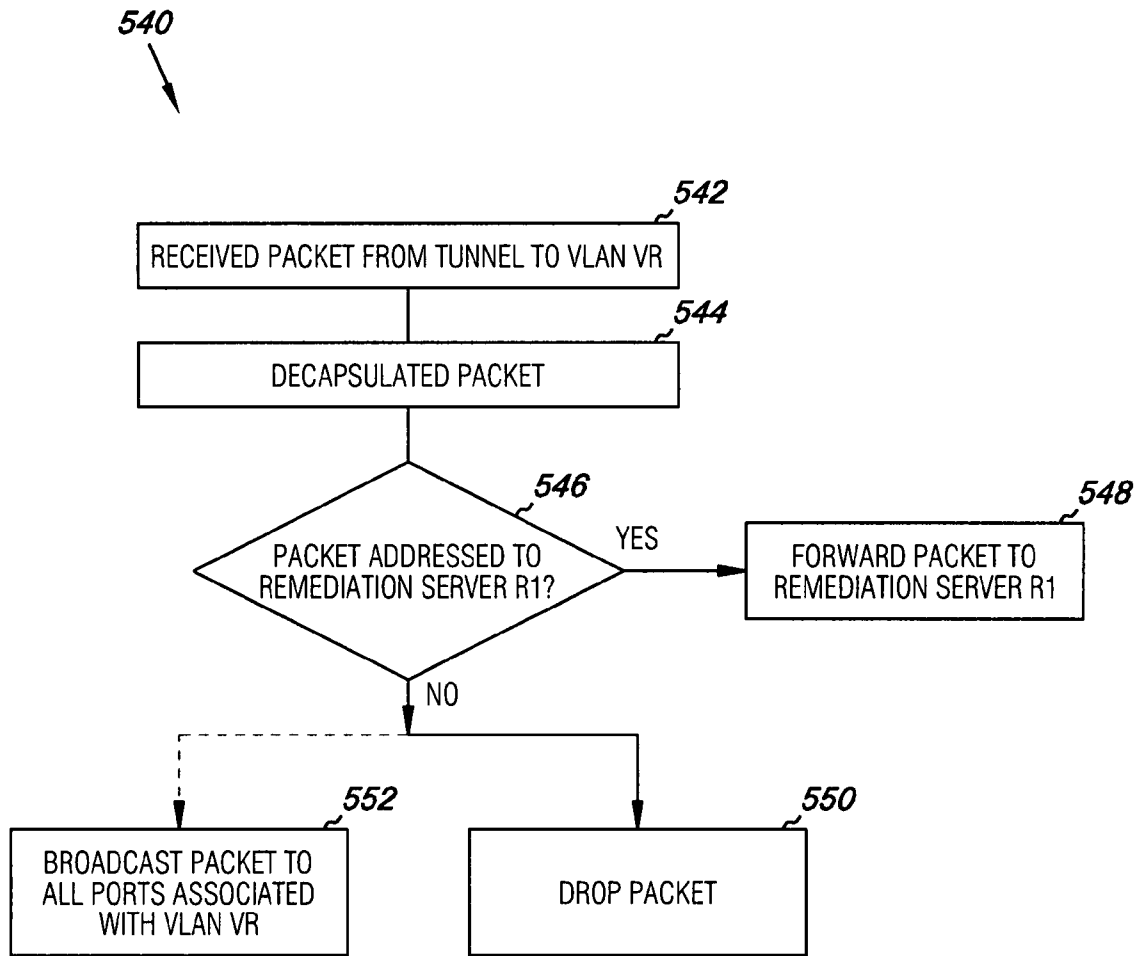 540
542
RECEIVED PACKET FROM TUNNEL TO VLAN VR
544
DECAPSULATED PACKET
546
PACKET ADDRESSED TO
REMEDIATION SERVER R1?
YES
548
FORWARD PACKET TO
REMEDIATION SERVER R1
NO
552
BROADCAST PACKET TO
ALL PORTS ASSOCIATED
WITH VLAN VR
550
DROP PACKET